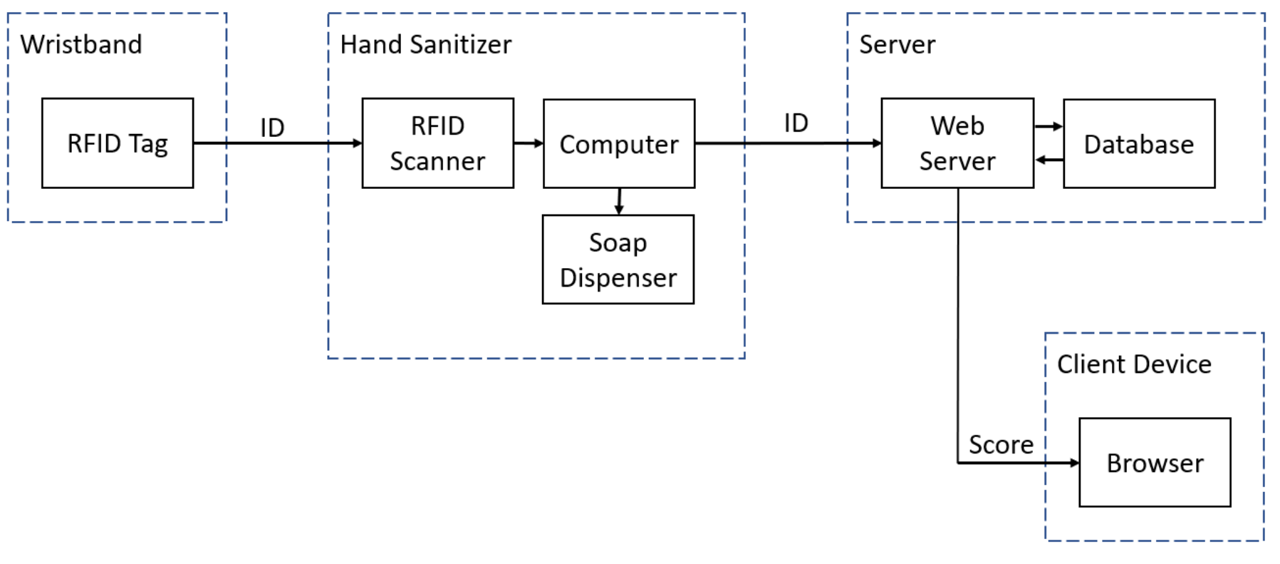 Wristband
RFID Tag
ID
Hand Sanitizer
RFID
Scanner
Computer
Soap
Dispenser
ID
Server
Web
Server
Database
Score
Client Device
Browser